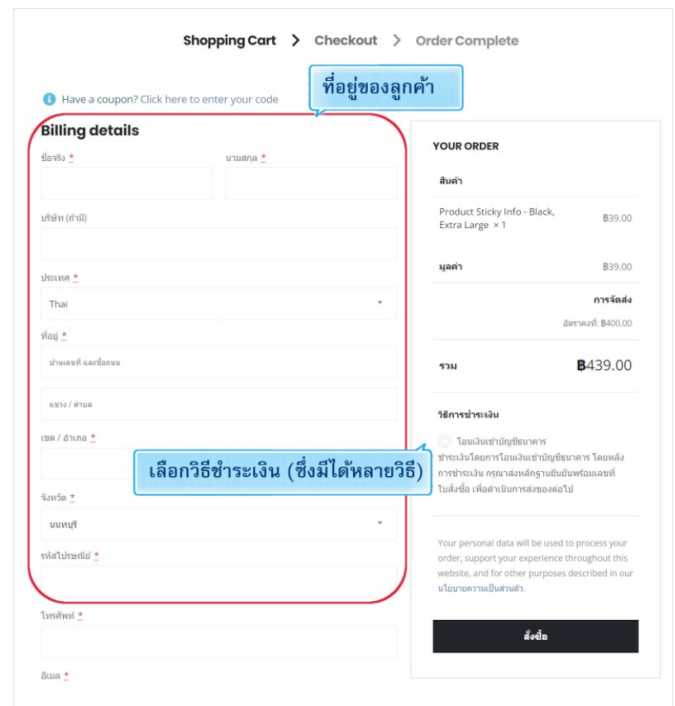 Shopping Cart > Checkout > Order Complete
ที่อยู่ของลูกค้า
Have a coupon? Click here to enter your code
Billing details
ชื่อจริง *
นามสกุล *
บริษัท (ถ้ามี)
ประเทศ *
Thai
ที่อยู่ *
บ้านเลขที่ และชื่อถนน
แขวง / ตำบล
เขต / อำเภอ *
เลือกวิธีชำระเงิน (ซึ่งมีได้หลายวิธี)
จังหวัด *
นนทบุรี
รหัสไปรษณีย์ *
โทรศัพท์ *
อีเมล *
YOUR ORDER
สินค้า
Product Sticky Info - Black, ฿39.00
Extra Large × 1
มูลค่า ฿39.00
การจัดส่ง
อัตราคงที่: ฿400.00
รวม ฿439.00
วิธีการชำระเงิน
โอนเงินเข้าบัญชีธนาคาร
ชำระเงินโดยการโอนเงินเข้าบัญชีธนาคาร โดยหลัง
การชำระเงิน กรุณาส่งหลักฐานยืนยันพร้อมเลขที่
ใบสั่งซื้อ เพื่อดำเนินการส่งของต่อไป
Your personal data will be used to process your
order, support your experience throughout this
website, and for other purposes described in our
นโยบายความเป็นส่วนตัว.
สั่งซื้อ